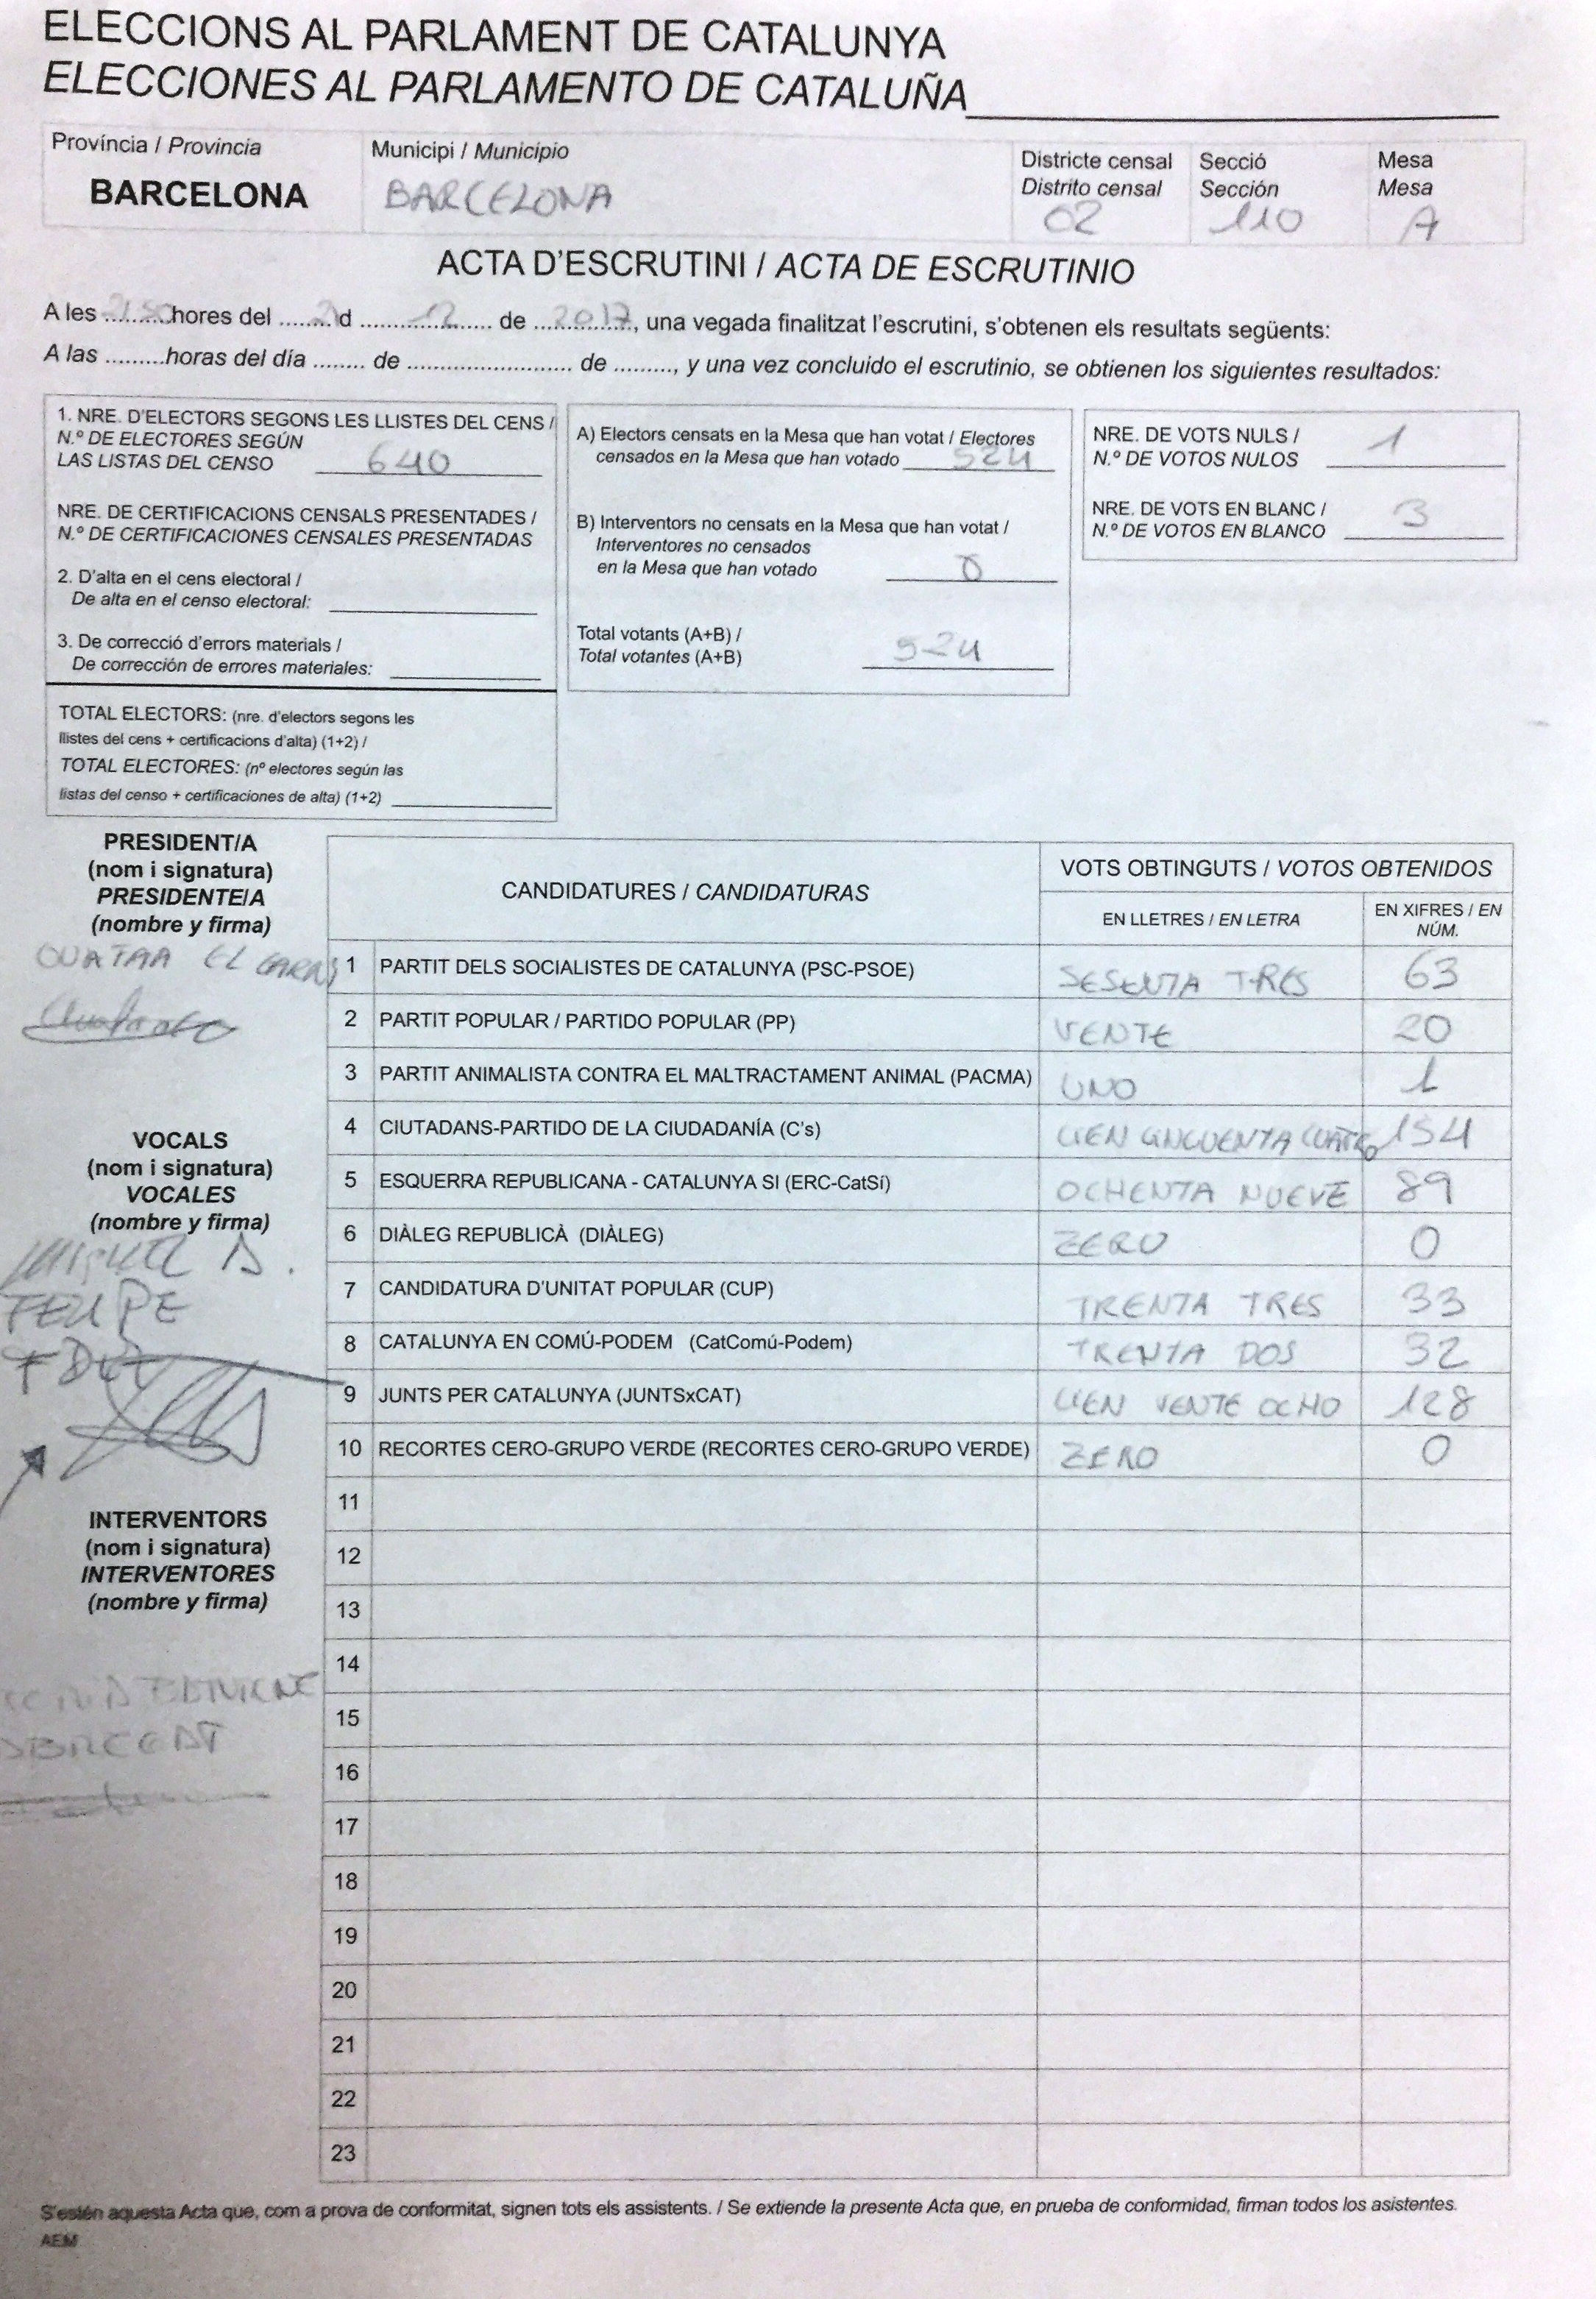 ELECCIONS AL PARLAMENT DE CATALUNYA
ELECCIONES AL PARLAMENTO DE CATALUÑA
Província / Provincia
BARCELONA
Municipi / Municipio
BARCELONA
Districte censal
Distrito censal
02
Secció
Sección
110
Mesa
Mesa
A
ACTA D'ESCRUTINI / ACTA DE ESCRUTINIO
A les ......... hores del ........ d ............ 12 ........ de ... 2017 ..., una vegada finalitzat l'escrutini, s'obtenen els resultats següents:
A las .......... horas del día ........ de .......................... de .........., y una vez concluido el escrutinio, se obtienen los siguientes resultados:
1. NRE. D'ELECTORS SEGONS LES LLISTES DEL CENS /
N.º DE ELECTORES SEGÚN
LAS LISTAS DEL CENSO 640
NRE. DE CERTIFICACIONS CENSALS PRESENTADES /
N.º DE CERTIFICACIONES CENSALES PRESENTADAS
2. D'alta en el cens electoral /
De alta en el censo electoral:
3. De correcció d'errors materials /
De corrección de errores materiales:
TOTAL ELECTORS: (nre. d'electors segons les
llistes del cens + certificacions d'alta) (1+2) /
TOTAL ELECTORES: (nº electores según las
listas del censo + certificaciones de alta) (1+2)
A) Electors censats en la Mesa que han votat / Electores
censados en la Mesa que han votado 524
B) Interventors no censats en la Mesa que han votat /
Interventores no censados
en la Mesa que han votado 0
Total votants (A+B) /
Total votantes (A+B) 524
NRE. DE VOTS NULS /
N.º DE VOTOS NULOS 1
NRE. DE VOTS EN BLANC /
N.º DE VOTOS EN BLANCO 3
PRESIDENT/A
(nom i signatura)
PRESIDENTE/A
(nombre y firma)
VOCALS
(nom i signatura)
VOCALES
(nombre y firma)
FELIPE
INTERVENTORS
(nom i signatura)
INTERVENTORES
(nombre y firma)
CANDIDATURES / CANDIDATURAS
VOTS OBTINGUTS / VOTOS OBTENIDOS
EN LLETRES / EN LETRA
EN XIFRES / EN NÚM.
1 PARTIT DELS SOCIALISTES DE CATALUNYA (PSC-PSOE) SESENTA TRES 63
2 PARTIT POPULAR / PARTIDO POPULAR (PP) VENTE 20
3 PARTIT ANIMALISTA CONTRA EL MALTRACTAMENT ANIMAL (PACMA) UNO 1
4 CIUTADANS-PARTIDO DE LA CIUDADANÍA (C's) CIEN CINCUENTA CUATRO 154
5 ESQUERRA REPUBLICANA - CATALUNYA SI (ERC-CatSí) OCHENTA NUEVE 89
6 DIÀLEG REPUBLICÀ (DIÀLEG) ZERO 0
7 CANDIDATURA D'UNITAT POPULAR (CUP) TRENTA TRES 33
8 CATALUNYA EN COMÚ-PODEM (CatComú-Podem) TRENTA DOS 32
9 JUNTS PER CATALUNYA (JUNTSxCAT) CIEN VENTE OCHO 128
10 RECORTES CERO-GRUPO VERDE (RECORTES CERO-GRUPO VERDE) ZERO 0
11
12
13
14
15
16
17
18
19
20
21
22
23
S'estén aquesta Acta que, com a prova de conformitat, signen tots els assistents. / Se extiende la presente Acta que, en prueba de conformidad, firman todos los asistentes.
AEM